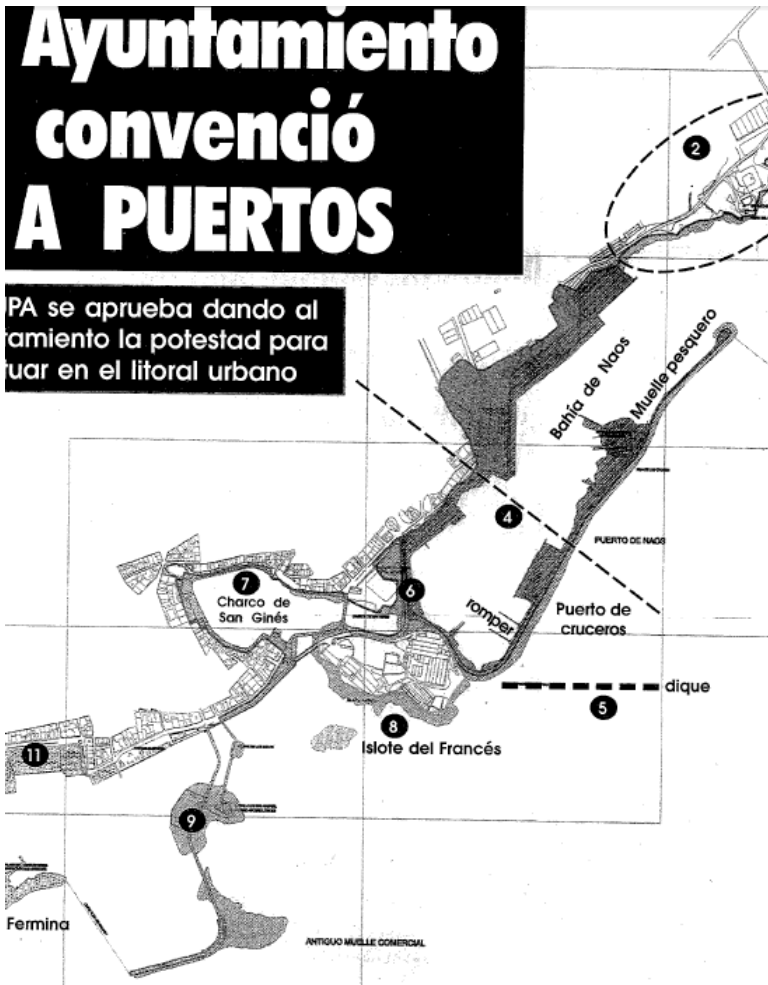 Ayuntamiento
convenció
A PUERTOS
PA se aprueba dando al
tamiento la potestad para
uar en el litoral urbano
2
Bahía de Naos
Muelle pesquero
4
PUERTO DE NAOS
7
Charco de
San Ginés
6
romper
Puerto de
cruceros
dique
5
8
Islote del Francés
11
9
Fermina
ANTIGUO MUELLE COMERCIAL